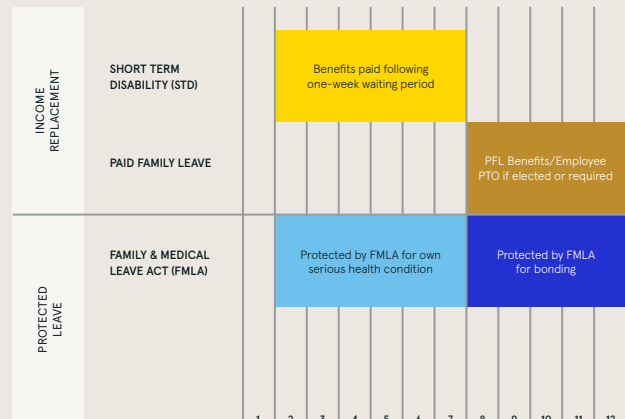 INCOME
REPLACEMENT
SHORT TERM
DISABILITY (STD)
Benefits paid following
one-week waiting period
PAID FAMILY LEAVE
PFL Benefits/Employee
PTO if elected or required
PROTECTED
LEAVE
FAMILY & MEDICAL
LEAVE ACT (FMLA)
Protected by FMLA for own
serious health condition
Protected by FMLA
for bonding
1 2 3 4 5 6 7 8 9 10 11 12